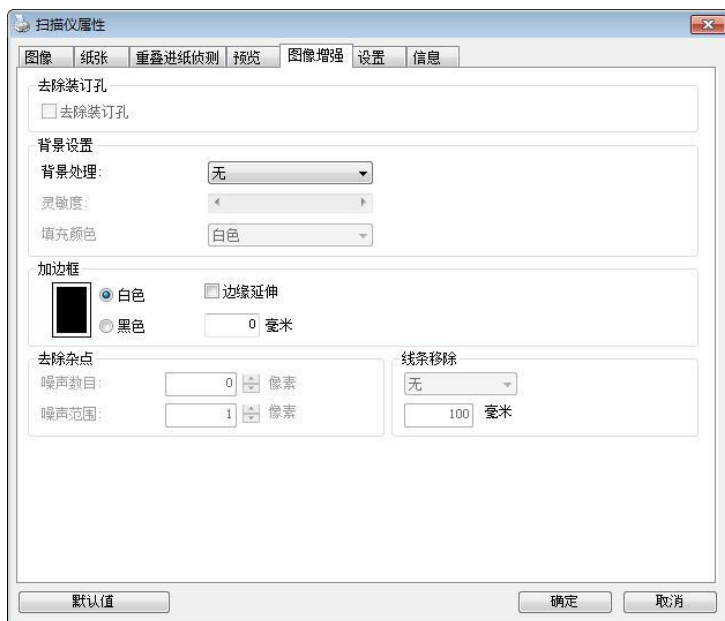 扫描仪属性
图像 纸张 重叠进纸侦测 预览 图像增强 设置 信息
去除装订孔
去除装订孔
背景设置
背景处理: 无
灵敏度:
填充颜色 白色
加边框
白色 边缘延伸
黑色 0 毫米
去除杂点 线条移除
噪声数目: 0 像素 无
噪声范围: 1 像素 100 毫米
默认值 确定 取消